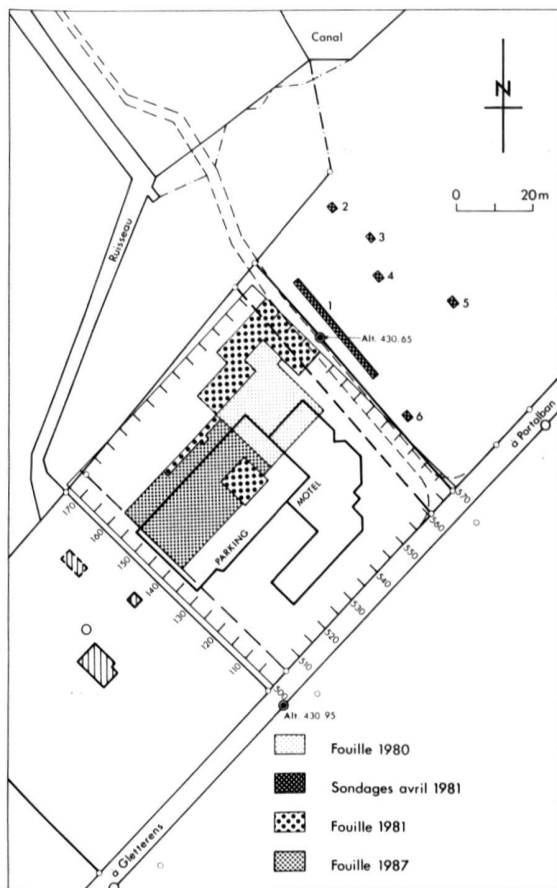 Canal
N
0 20m
Ruisseau
2
3
4
5
1
Alt. 430.65
6
à Portalban
170
160
150
140
130
120
110
PARKING
MOTEL
570
560
550
540
530
520
510
500
Alt. 430 95
à Gletterens
Fouille 1980
Sondages avril 1981
Fouille 1981
Fouille 1987